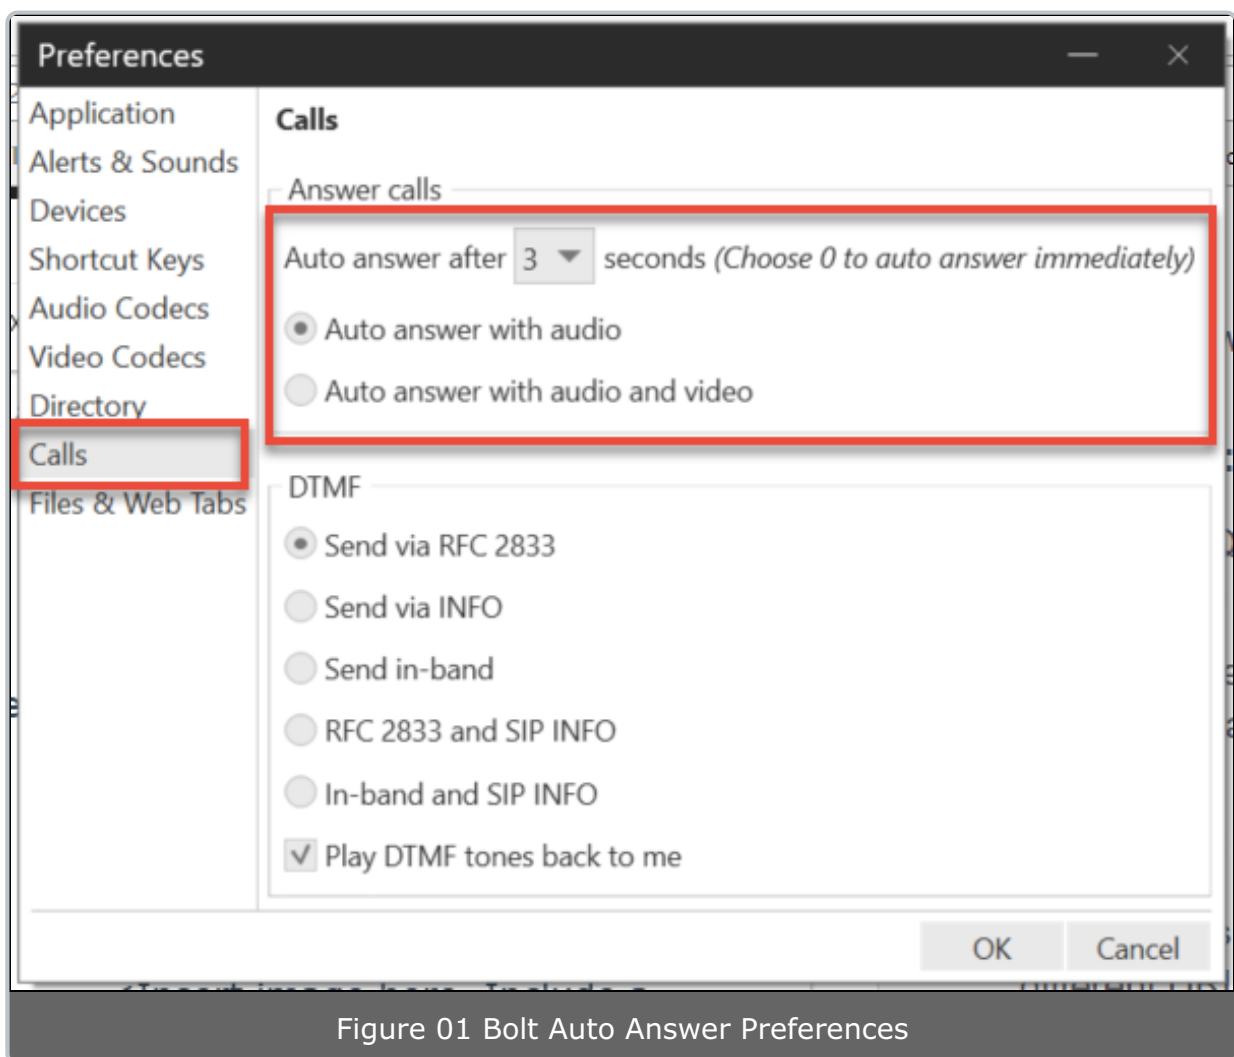 Preferences
Application
Alerts & Sounds
Devices
Shortcut Keys
Audio Codecs
Video Codecs
Directory
Calls
Files & Web Tabs
Calls
Answer calls
Auto answer after 3 seconds (Choose 0 to auto answer immediately)
Auto answer with audio
Auto answer with audio and video
DTMF
Send via RFC 2833
Send via INFO
Send in-band
RFC 2833 and SIP INFO
In-band and SIP INFO
Play DTMF tones back to me
OK Cancel
Figure 01 Bolt Auto Answer Preferences